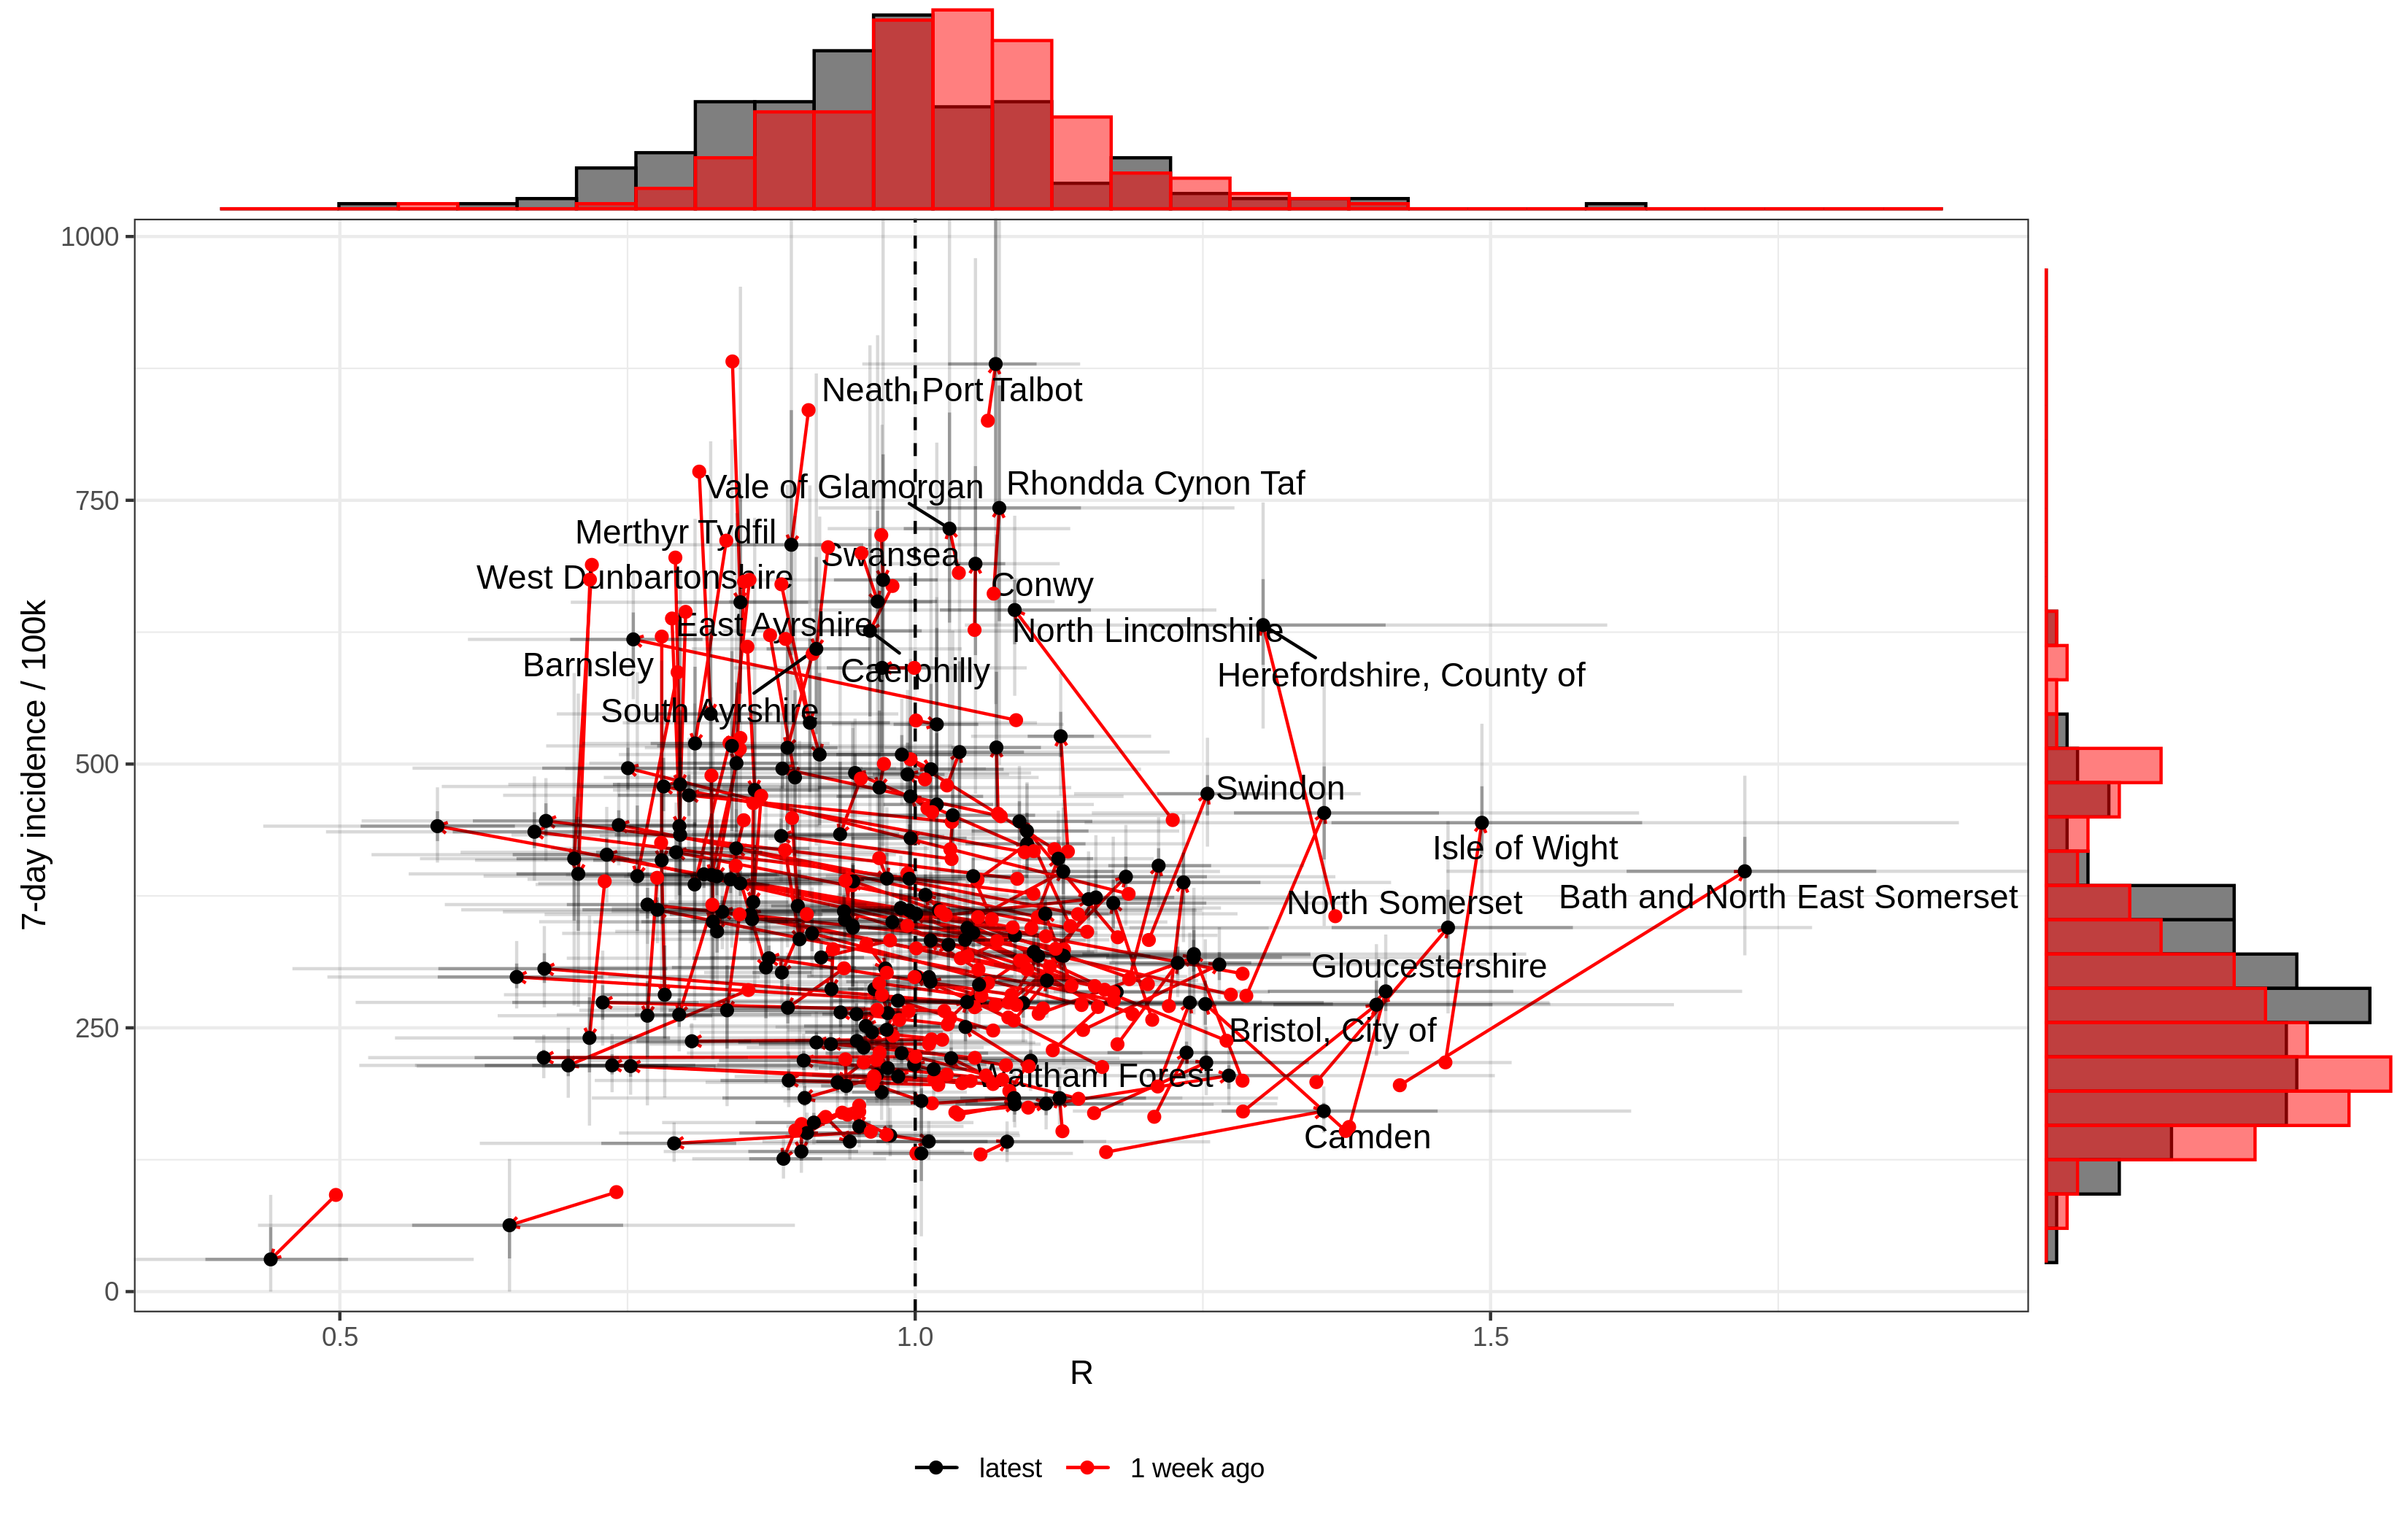 1000
750
500
250
0
7-day incidence / 100k
Neath Port Talbot
Vale of Glamorgan
Rhondda Cynon Taf
Merthyr Tydfil
Swansea
West Dunbartonshire
Conwy
East Ayrshire
North Lincolnshire
Barnsley
Caerphilly
Herefordshire, County of
South Ayrshire
Swindon
Isle of Wight
North Somerset
Bath and North East Somerset
Gloucestershire
Bristol, City of
Waltham Forest
Camden
0.5
1.0
1.5
R
latest
1 week ago